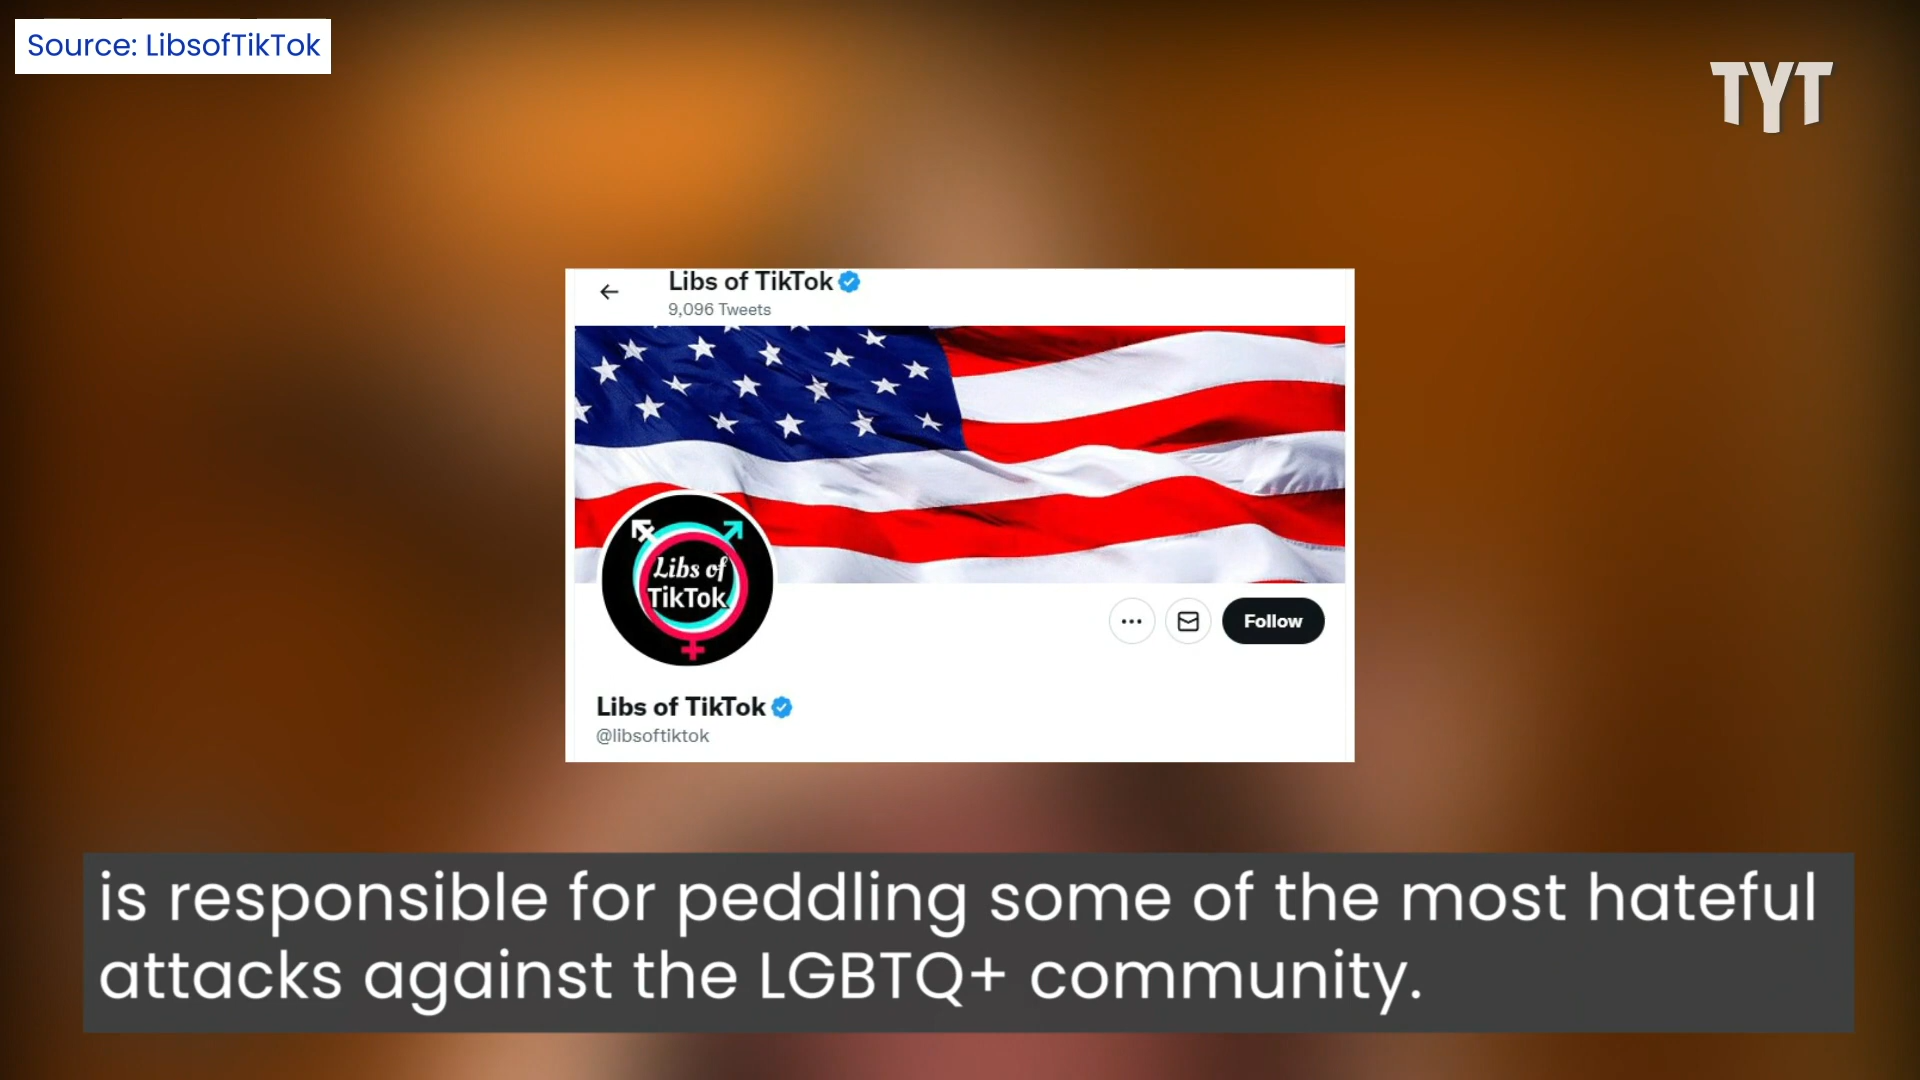 Source: LibsofTikTok
TYT
Libs of TikTok
9,096 Tweets
Libs of
TikTok
Follow
Libs of TikTok
@libsoftiktok
is responsible for peddling some of the most hateful
attacks against the LGBTQ+ community.